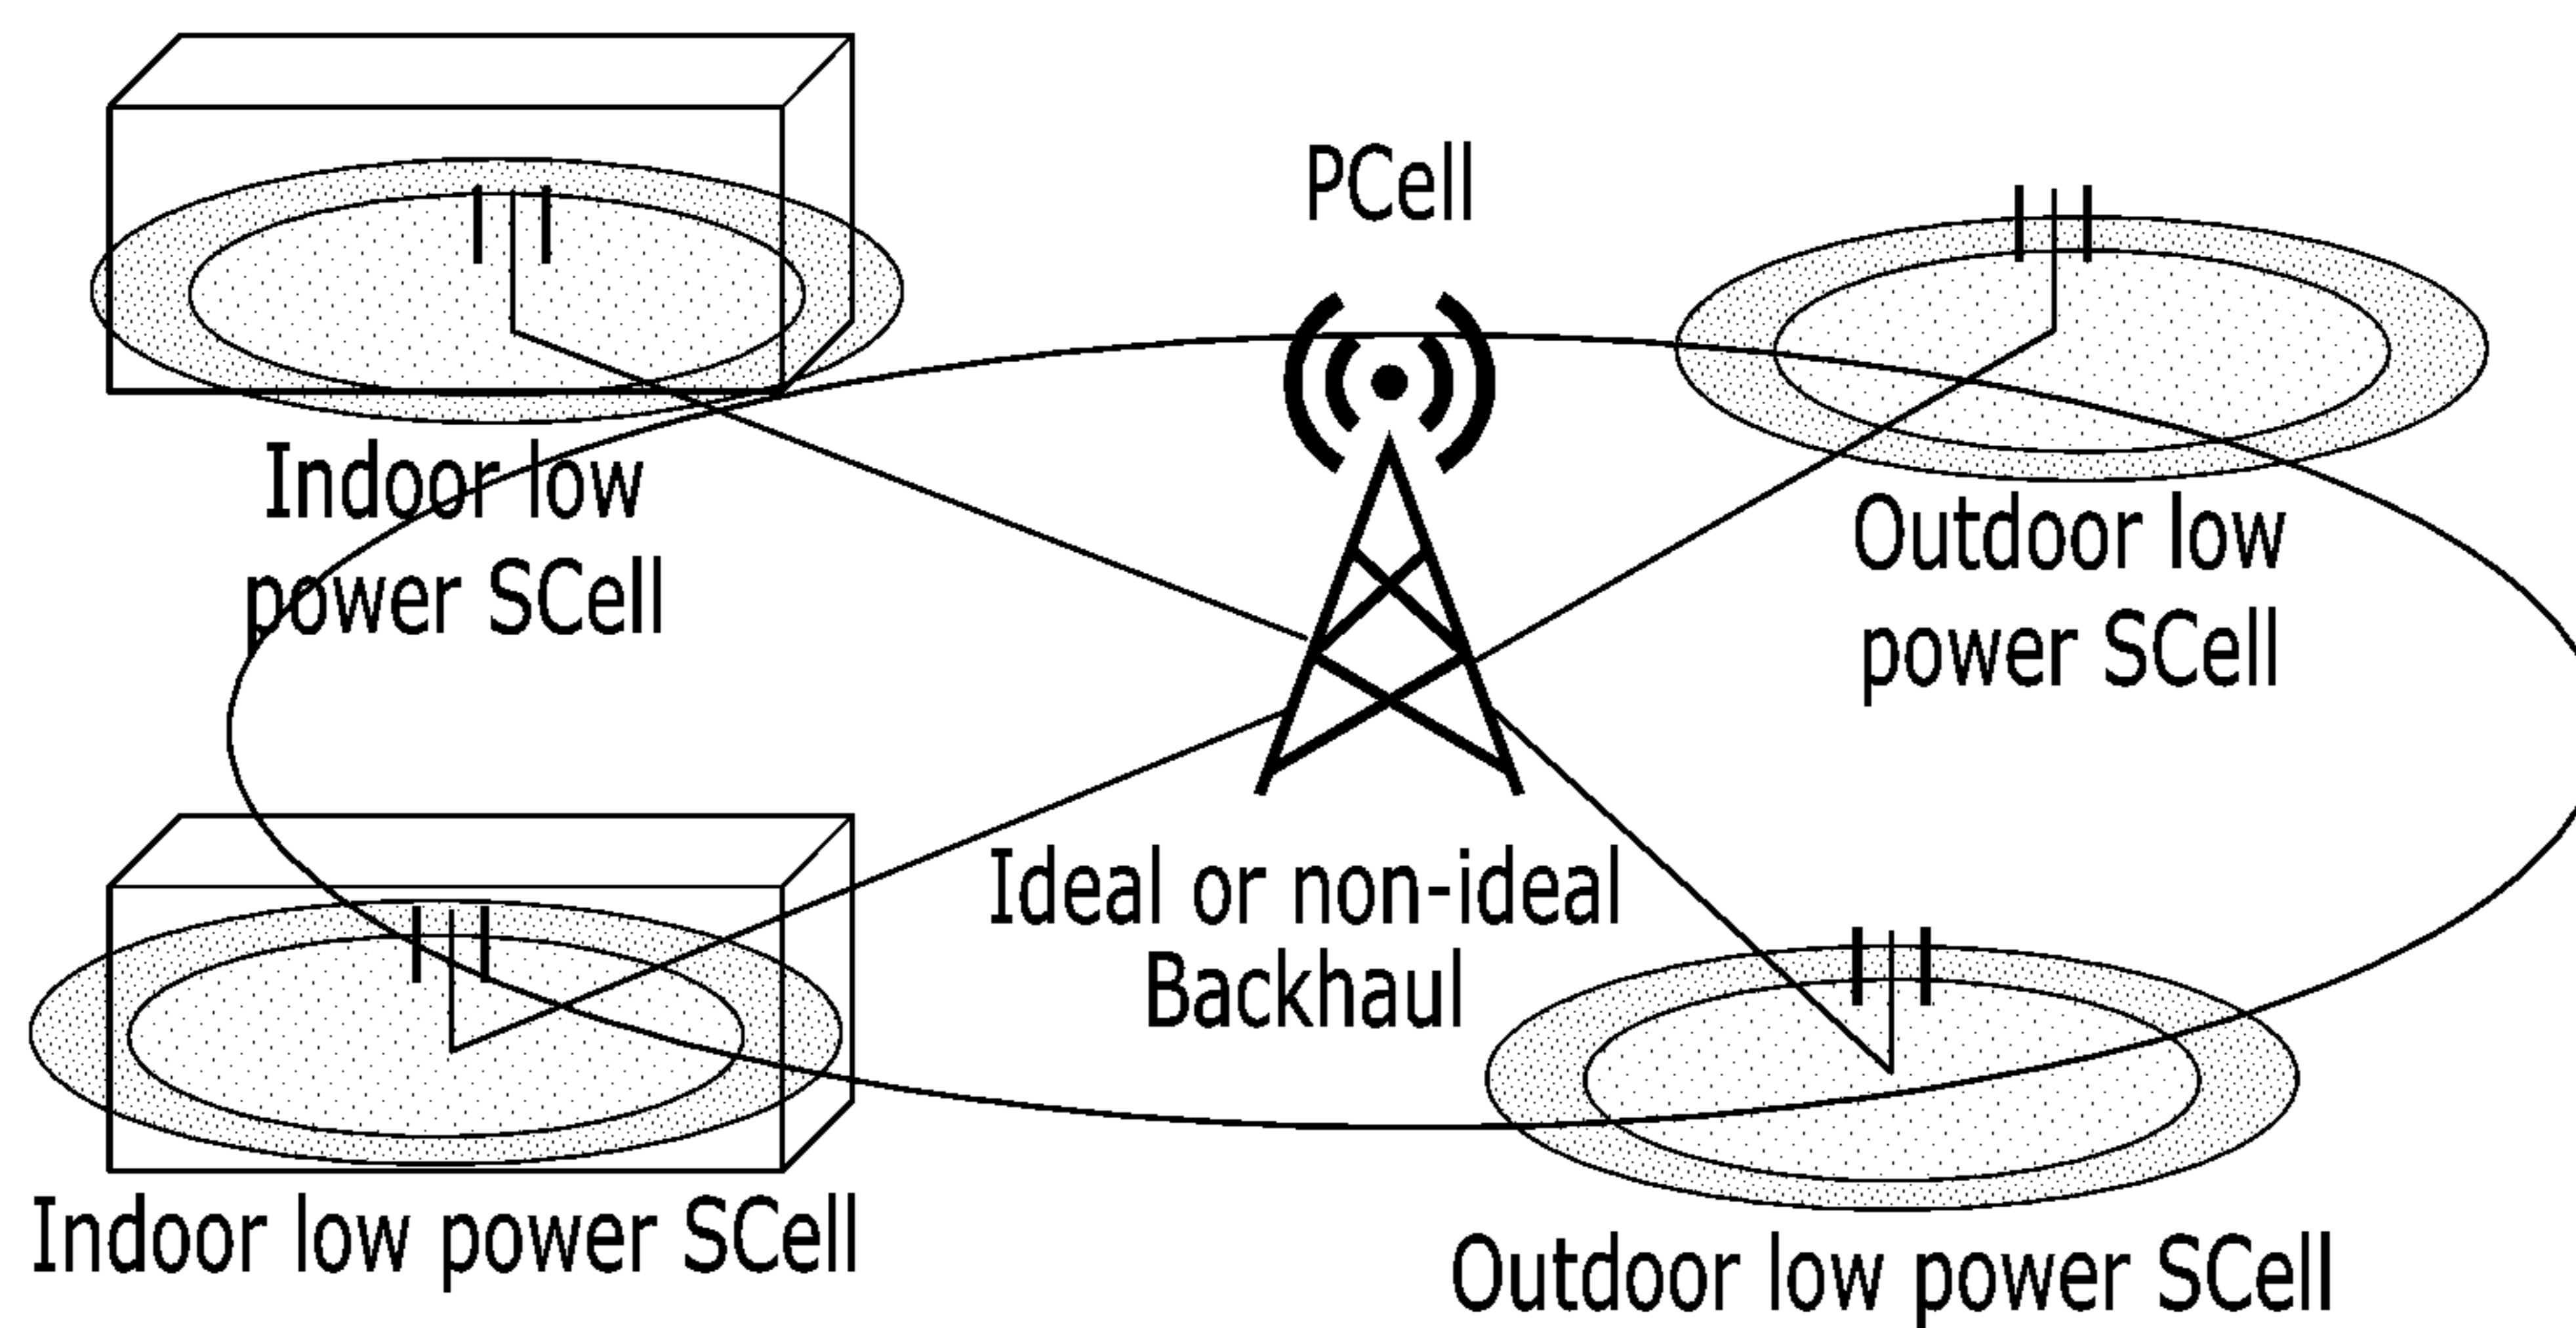 PCell
Indoor low
power SCell
Outdoor low
power SCell
Ideal or non-ideal
Backhaul
Indoor low power SCell
Outdoor low power SCell